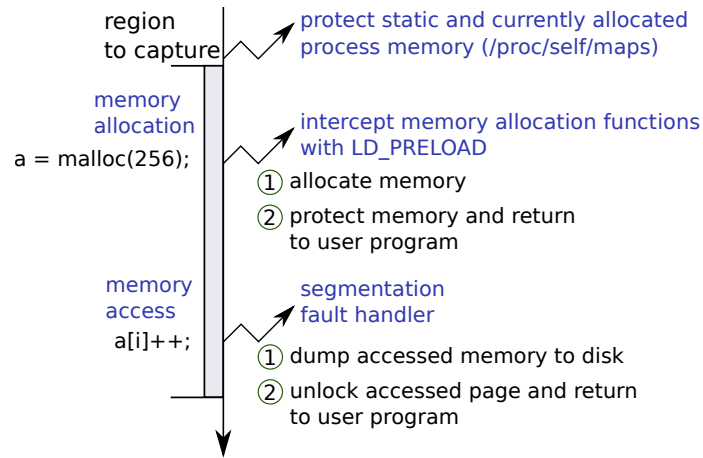 region
to capture
protect static and currently allocated
process memory (/proc/self/maps)
memory
allocation
a = malloc(256);
intercept memory allocation functions
with LD_PRELOAD
1 allocate memory
2 protect memory and return
to user program
memory
access
a[i]++;
segmentation
fault handler
1 dump accessed memory to disk
2 unlock accessed page and return
to user program